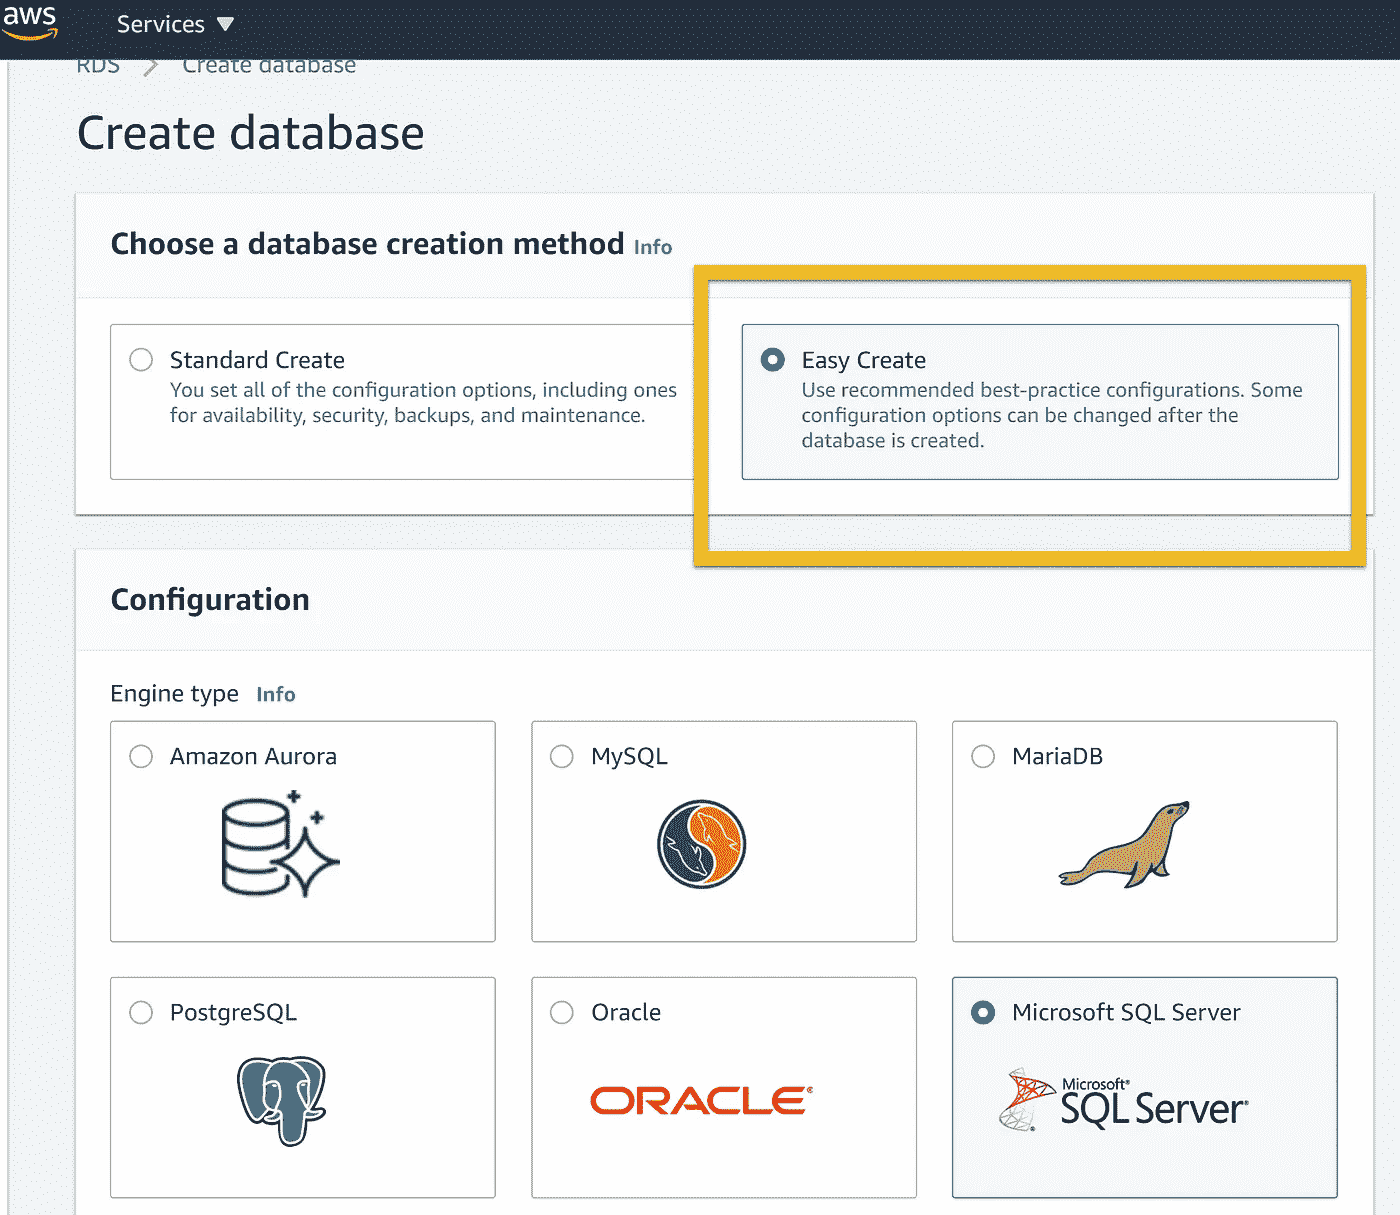 aws
Services
RDS > Create database
Create database
Choose a database creation method Info
Standard Create
You set all of the configuration options, including ones
for availability, security, backups, and maintenance.
Easy Create
Use recommended best-practice configurations. Some
configuration options can be changed after the
database is created.
Configuration
Engine type Info
Amazon Aurora
MySQL
MariaDB
PostgreSQL
Oracle
ORACLE®
Microsoft SQL Server
Microsoft®
SQL Server®